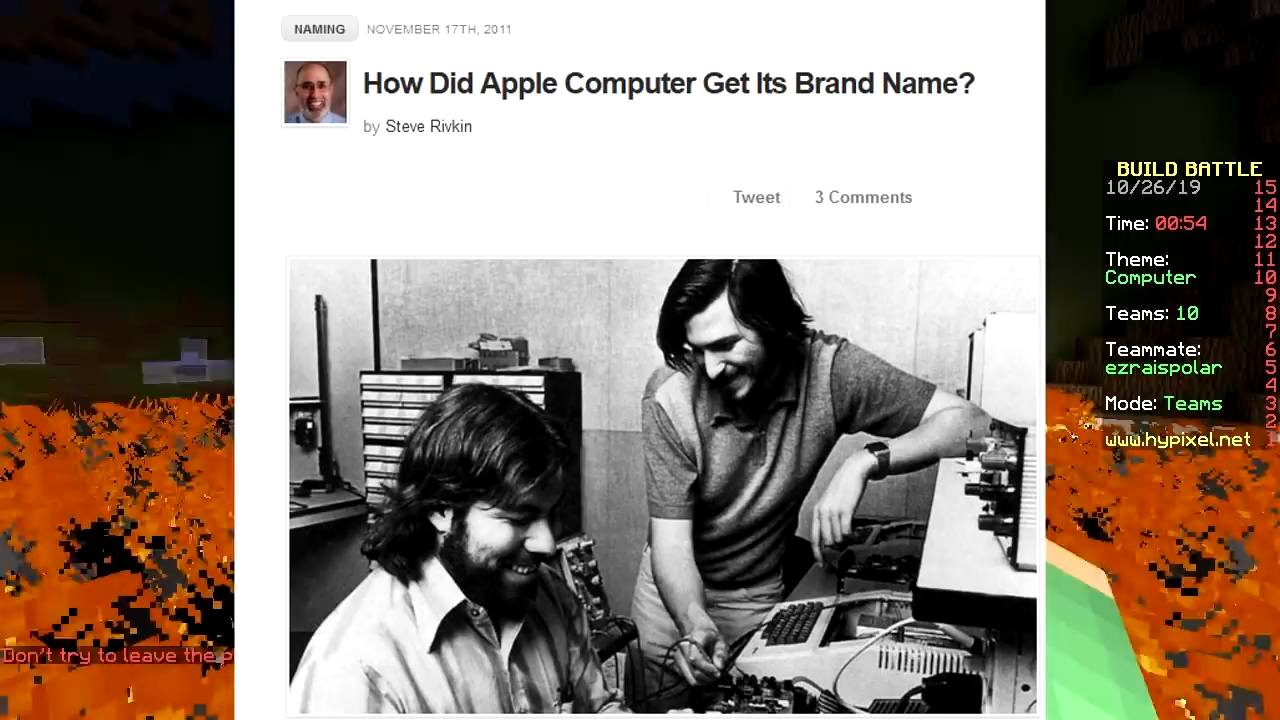 NAMING NOVEMBER 17TH, 2011
How Did Apple Computer Get Its Brand Name?
by Steve Rivkin
Tweet 3 Comments
BUILD BATTLE
10/26/19 15
14
Time: 00:54 13
12
Theme: 11
Computer 10
9
Teams: 10 8
7
Teammate: 6
ezraispolar 5
4
Mode: Teams 3
2
www.hypixel.net 1
Don't try to leave the p